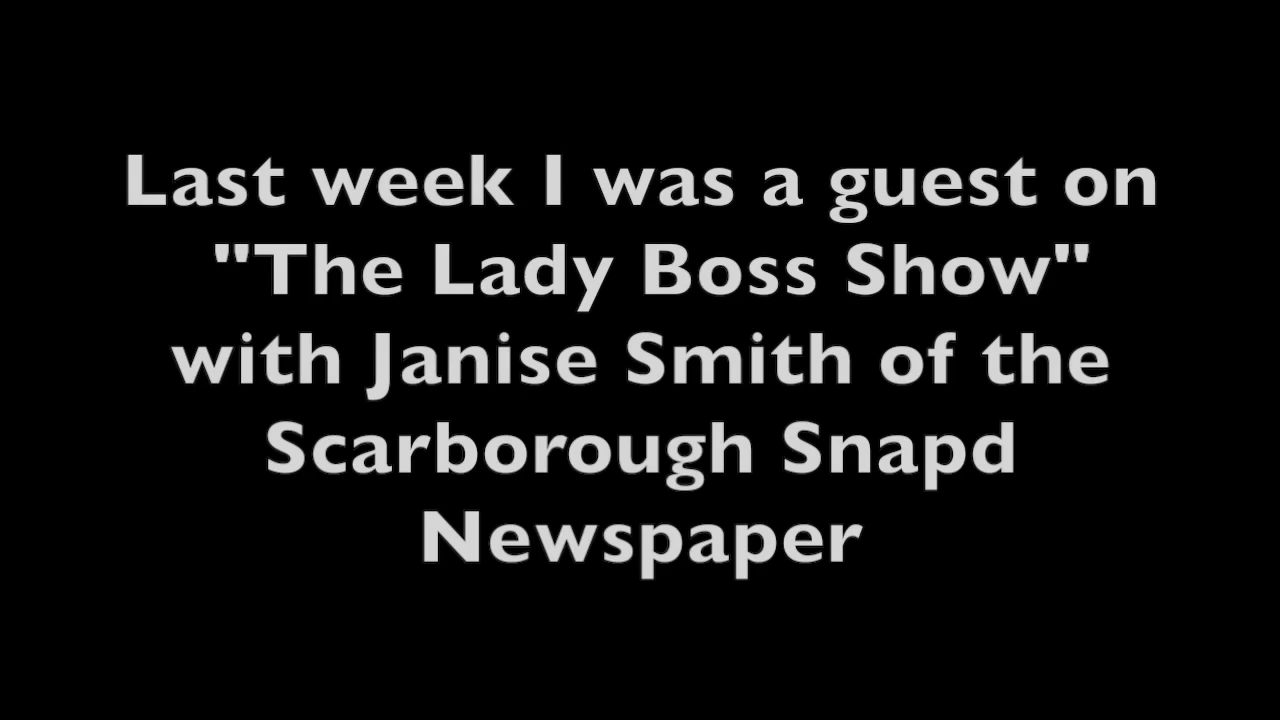 Last week I was a guest on
"The Lady Boss Show"
with Janise Smith of the
Scarborough Snapd
Newspaper